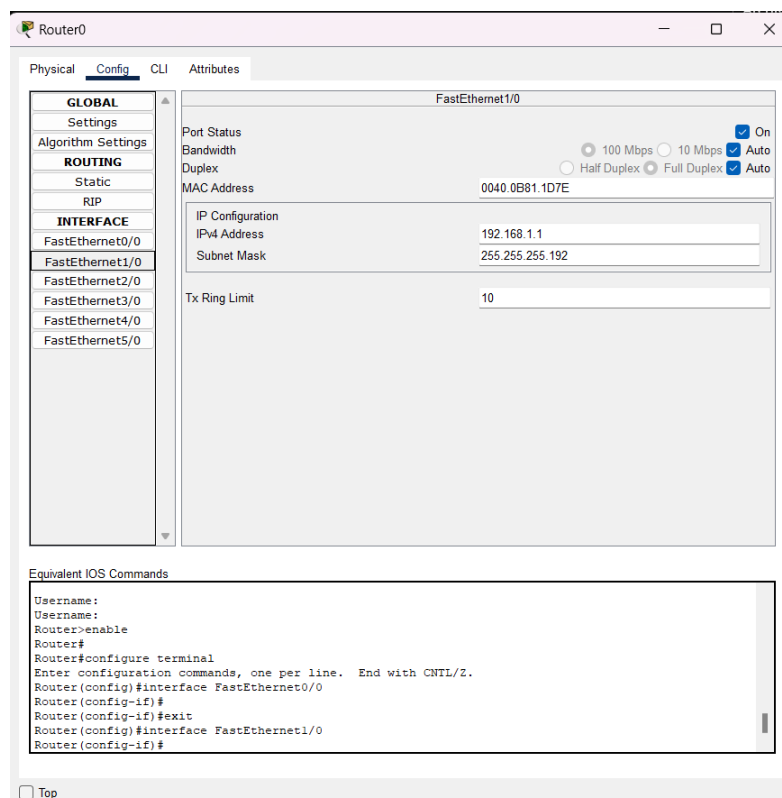 Router0
Physical Config CLI Attributes
GLOBAL
Settings
Algorithm Settings
ROUTING
Static
RIP
INTERFACE
FastEthernet0/0
FastEthernet1/0
FastEthernet2/0
FastEthernet3/0
FastEthernet4/0
FastEthernet5/0
FastEthernet1/0
Port Status On
Bandwidth 100 Mbps 10 Mbps Auto
Duplex Half Duplex Full Duplex Auto
MAC Address 0040.0B81.1D7E
IP Configuration
IPv4 Address 192.168.1.1
Subnet Mask 255.255.255.192
Tx Ring Limit 10
Equivalent IOS Commands
Username:
Username:
Router>enable
Router#
Router#configure terminal
Enter configuration commands, one per line.  End with CNTL/Z.
Router(config)#interface FastEthernet0/0
Router(config-if)#
Router(config-if)#exit
Router(config)#interface FastEthernet1/0
Router(config-if)#
Top